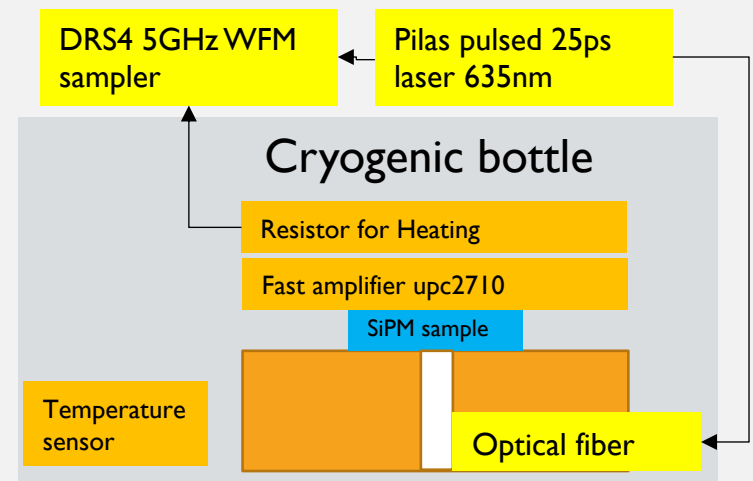 DRS4 5GHz WFM
sampler
Pilas pulsed 25ps
laser 635nm
Cryogenic bottle
Resistor for Heating
Fast amplifier upc2710
SiPM sample
Temperature
sensor
Optical fiber